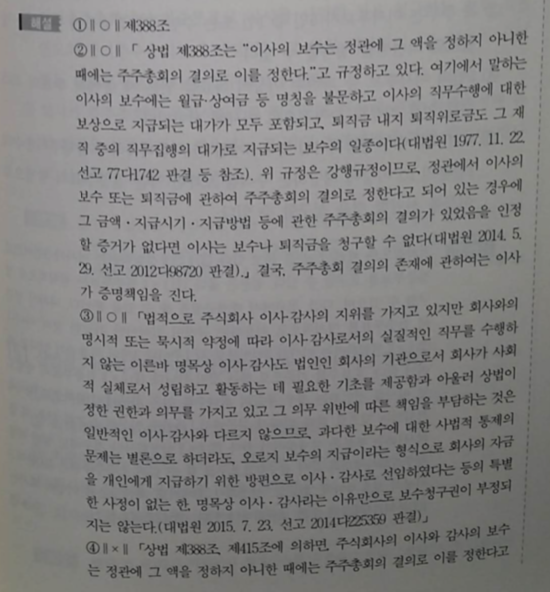 해설 ①∥○∥제388조
②∥○∥「상법 제388조는 "이사의 보수는 정관에 그 액을 정하지 아니한
때에는 주주총회의 결의로 이를 정한다."고 규정하고 있다. 여기에서 말하는
이사의 보수에는 월급·상여금 등 명칭을 불문하고 이사의 직무수행에 대한
보상으로 지급되는 대가가 모두 포함되고, 퇴직금 내지 퇴직위로금도 그 재
직 중의 직무집행의 대가로 지급되는 보수의 일종이다(대법원 1977. 11. 22.
선고 77다1742 판결 등 참조). 위 규정은 강행규정이므로, 정관에서 이사의
보수 또는 퇴직금에 관하여 주주총회의 결의로 정한다고 되어 있는 경우에
그 금액·지급시기·지급방법 등에 관한 주주총회의 결의가 있었음을 인정
할 증거가 없다면 이사는 보수나 퇴직금을 청구할 수 없다(대법원 2014. 5.
29. 선고 2012다98720 판결).」 결국, 주주총회 결의의 존재에 관하여는 이사
가 증명책임을 진다.
③∥○∥「법적으로 주식회사 이사·감사의 지위를 가지고 있지만 회사와의
명시적 또는 묵시적 약정에 따라 이사·감사로서의 실질적인 직무를 수행하
지 않는 이른바 명목상 이사·감사도 법인인 회사의 기관으로서 회사가 사회
적 실체로서 성립하고 활동하는 데 필요한 기초를 제공함과 아울러 상법이
정한 권한과 의무를 가지고 있고 그 의무 위반에 따른 책임을 부담하는 것은
일반적인 이사·감사와 다르지 않으므로, 과다한 보수에 대한 사법적 통제의
문제는 별론으로 하더라도, 오로지 보수의 지급이라는 형식으로 회사의 자금
을 개인에게 지급하기 위한 방편으로 이사·감사로 선임하였다는 등의 특별
한 사정이 없는 한, 명목상 이사·감사라는 이유만으로 보수청구권이 부정되
지는 않는다.(대법원 2015. 7. 23. 선고 2014다225359 판결)」
④∥×∥「상법 제388조, 제415조에 의하면, 주식회사의 이사와 감사의 보수
는 정관에 그 액을 정하지 아니한 때에는 주주총회의 결의로 이를 정한다고